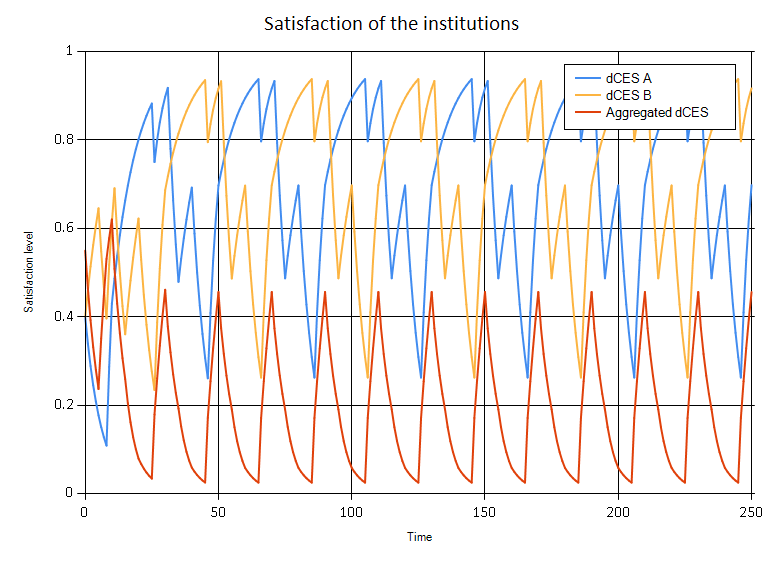 Satisfaction of the institutions
1
0.8
0.6
0.4
0.2
0
Satisfaction level
dCES A
dCES B
Aggregated dCES
0 50 100 150 200 250
Time